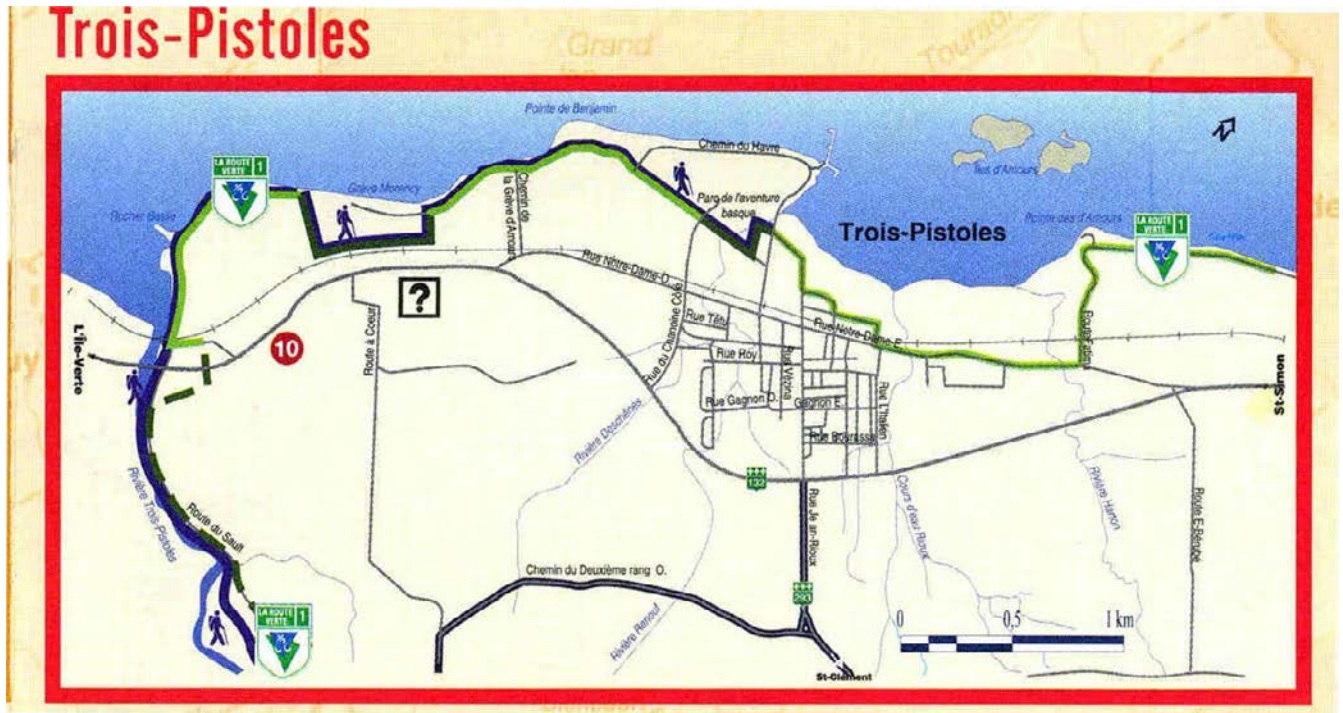 Trois-Pistoles
Grand
Pointe de Benjamin
Chemin du Havre
LA ROUTE
VERTE 1
Grève Morency
Rocher Basile
Chemin de
la Grève d'Amours
Parc de l'aventure
basque
Îles d'Amours
Pointe des d'Amours
Trois-Pistoles
LA ROUTE
VERTE 1
L'Île-Verte
10
?
Route à Coeur
Rue Notre-Dame-O.
Rue Notre-Dame-E.
Rue du Chanoine Côté
Rue Têtu
Rue Roy
Rue Vézina
Rue Gagnon O.
Gagnon E.
Rue L'Italien
Rue Bourassa
St-Simon
Rivière Trois-Pistoles
Route du Sault
Rivière Deschênes
132
Rue Jean-Rioux
Cours d'eau Rioux
Rivière Harton
Route E-Bérubé
Chemin du Deuxième rang O.
Rivière Renouf
293
LA ROUTE
VERTE 1
0 0,5 1 km
St-Clément